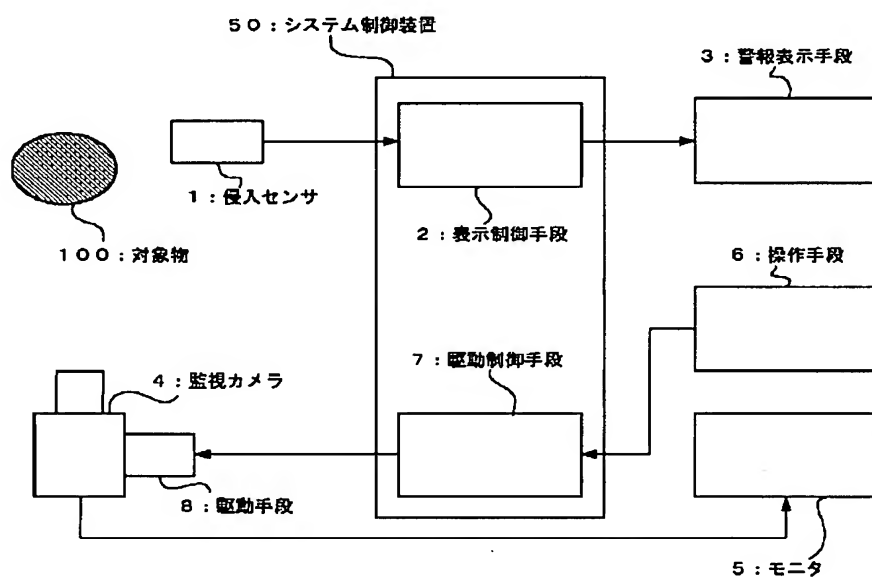 50:システム制御装置
3:警報表示手段
1:侵入センサ
2:表示制御手段
100:対象物
6:操作手段
7:駆動制御手段
4:監視カメラ
8:駆動手段
5:モニタ